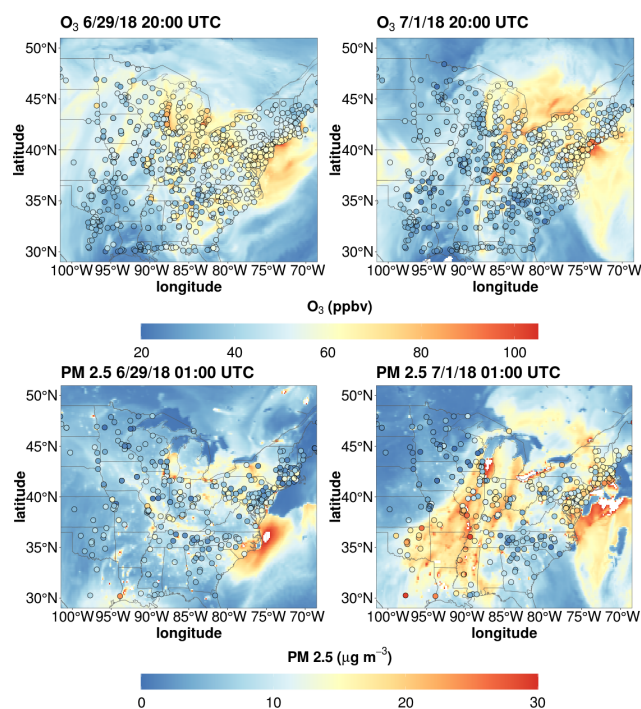 O₃ 6/29/18 20:00 UTC
O₃ 7/1/18 20:00 UTC
50°N
45°N
40°N
35°N
30°N
latitude
100°W 95°W 90°W 85°W 80°W 75°W 70°W
longitude
50°N
45°N
40°N
35°N
30°N
latitude
100°W 95°W 90°W 85°W 80°W 75°W 70°W
longitude
O₃ (ppbv)
20 40 60 80 100
PM 2.5 6/29/18 01:00 UTC
PM 2.5 7/1/18 01:00 UTC
50°N
45°N
40°N
35°N
30°N
latitude
100°W 95°W 90°W 85°W 80°W 75°W 70°W
longitude
50°N
45°N
40°N
35°N
30°N
latitude
100°W 95°W 90°W 85°W 80°W 75°W 70°W
longitude
PM 2.5 (μg m⁻³)
0 10 20 30